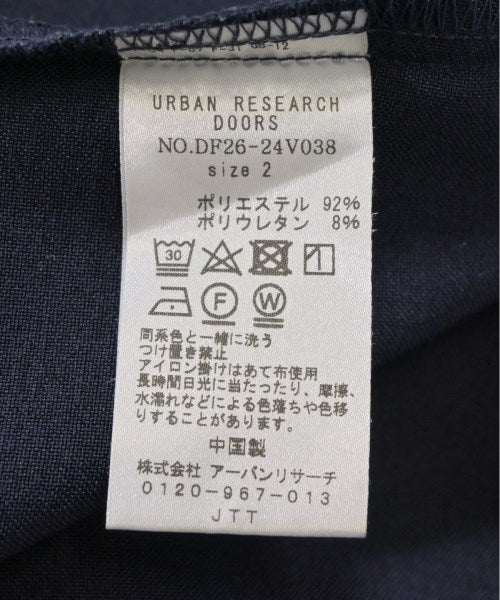 URBAN RESEARCH
DOORS
NO.DF26-24V038
size 2
ポリエステル 92%
ポリウレタン 8%
30
F W
同系色と一緒に洗う
つけ置き禁止
アイロン掛けはあて布使用
長時間日光に当たったり、摩擦、
水濡れなどによる色落ちや色移
りすることがあります。
中国製
株式会社 アーバンリサーチ
0120-967-013
JTT